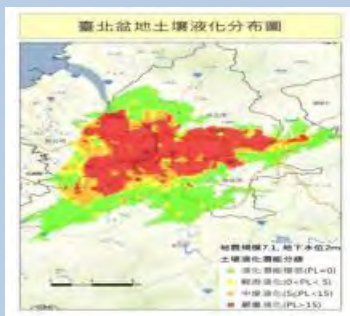 臺北盆地土壤液化分布圖
地震規模7.1, 地下水位2m
土壤液化潛能分級
液化潛能極低(PL=0)
輕微液化(0<PL< 5)
中度液化(5≤PL<15)
嚴重液化(PL>15)